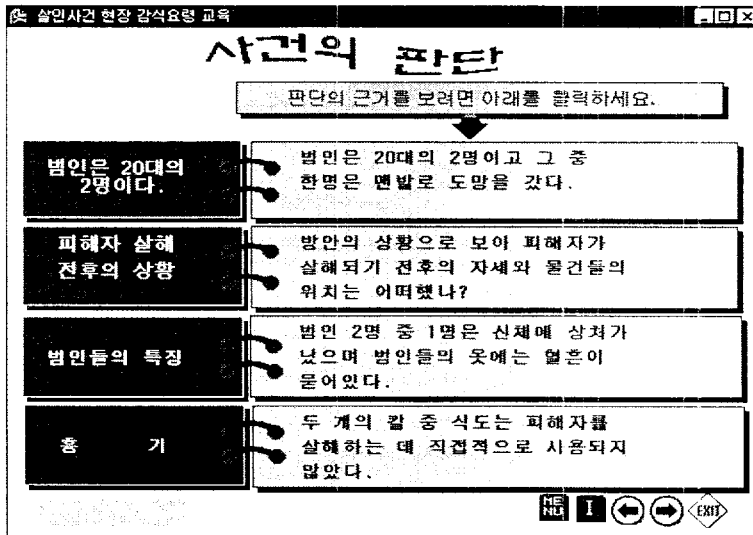 살인사건 현장 감식요령 교육
사건의 판단
판단의 근거를 보려면 아래를 클릭하세요.
범인은 20대의
2명이다.
범인은 20대의 2명이고 그 중
한명은 맨발로 도망을 갔다.
피해자 살해
전후의 상황
방안의 상황으로 보아 피해자가
살해되기 전후의 자세와 물건들의
위치는 어떠했나?
범인들의 특징
범인 2명 중 1명은 신체에 상처가
났으며 범인들의 옷에는 혈흔이
묻어있다.
흉 기
두 개의 칼 중 식도는 피해자를
살해하는 데 직접적으로 사용되지
않았다.
ME
NU
I
EXIT